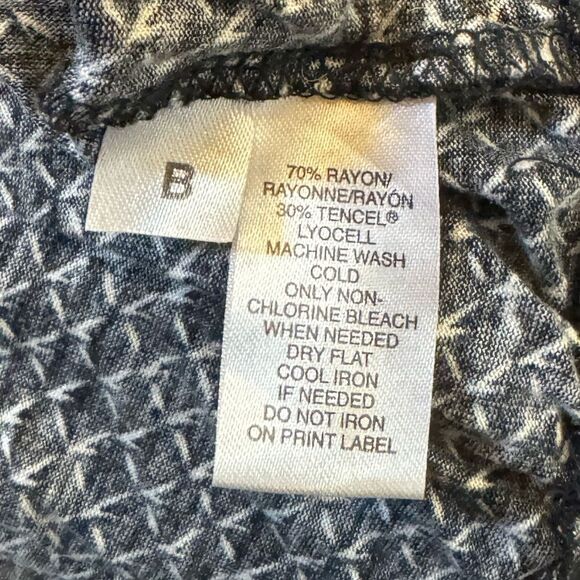 B
70% RAYON/
RAYONNE/RAYÓN
30% TENCEL®
LYOCELL
MACHINE WASH
COLD
ONLY NON-
CHLORINE BLEACH
WHEN NEEDED
DRY FLAT
COOL IRON
IF NEEDED
DO NOT IRON
ON PRINT LABEL